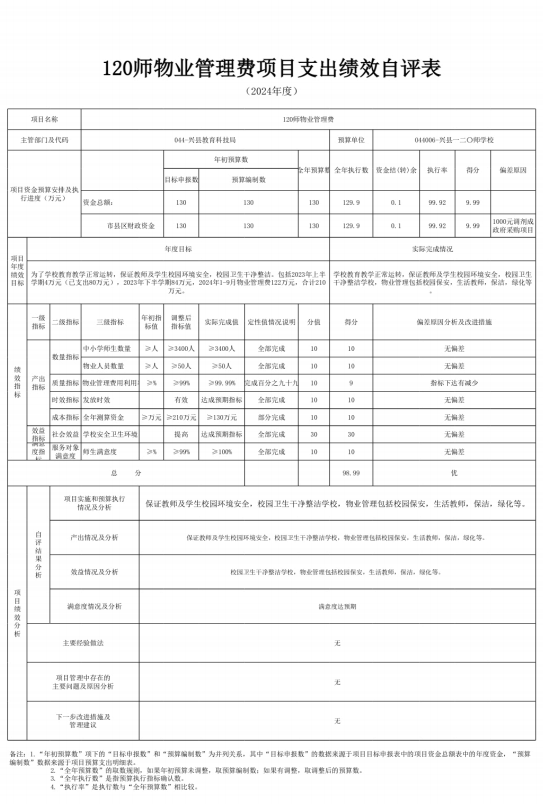 120师物业管理费项目支出绩效自评表
（2024年度）
项目名称 120师物业管理费
主管部门及代码 044-兴县教育科技局 预算单位 044006-兴县一二〇师学校
项目资金预算安排及执行进度（万元）
年初预算数 全年预算数 全年执行数 资金结(转)余 执行率 得分 偏差原因
目标申报数 预算编制数
资金总额: 130 130 130 129.9 0.1 99.92 9.99
市县区财政资金 130 130 130 129.9 0.1 99.92 9.99 1000元调剂成政府采购项目
项目年度绩效目标
年度目标 实际完成情况
为了学校教育教学正常运转，保证教师及学生校园环境安全，校园卫生干净整洁。包括2023年上半学期4万元（已支出80万元）。2023年下半学期84万元，2024年1-9月物业管理费122万元，合计210万元。
学校教育教学正常运转，保证教师及学生校园环境安全，校园卫生干净整洁学校，物业管理包括校园保安，生活教师，保洁，绿化等。
绩效指标
一级指标 二级指标 三级指标 年初指标值 调整后指标值 实际完成值 定性值情况说明 分值 得分 偏差原因分析及改进措施
产出指标 数量指标 中小学师生数量 ≥人 ≥3400人 ≥3400人 全部完成 10 10 无偏差
物业人员数量 ≥人 ≥50人 ≥50人 全部完成 10 10 无偏差
质量指标 物业管理费用利用 ≥% ≥99% ≥99.99% 完成百分之九十九 10 9 指标下达有减少
时效指标 发放时效 有效 达成预期指标 全部完成 10 10 无偏差
成本指标 全年测算资金 ≥万元 ≥210万元 ≥130万元 部分完成 10 10 无偏差
效益指标 社会效益 学校安全卫生环境 提高 达成预期指标 全部完成 30 30 无偏差
满意度指标 服务对象满意度 师生满意度 ≥% ≥99% ≥100% 全部完成 10 10 无偏差
总 分 98.99 优
项目绩效分析
自评结果分析
项目实施和预算执行情况及分析 保证教师及学生校园环境安全，校园卫生干净整洁学校，物业管理包括校园保安，生活教师，保洁，绿化等。
产出情况及分析 保证教师及学生校园环境安全，校园卫生干净整洁学校，物业管理包括校园保安，生活教师，保洁，绿化等。
效益情况及分析 校园卫生干净整洁学校，物业管理包括校园保安，生活教师，保洁，绿化等。
满意度情况及分析 满意度达预期
主要经验做法 无
项目管理中存在的主要问题及原因分析 无
下一步改进措施及管理建议 无
备注：1.“年初预算数”项下的“目标申报数”和“预算编制数”为并列关系，其中“目标申报数”的数据来源于项目目标申报表中的项目资金总额表中的年度资金，“预算
编制数”数据来源于项目预算支出明细表。
2.“全年预算数”的取数规则，如果年初预算未调整，取预算编制数；如果有调整，取调整后的预算数。
3.“全年执行数”是指预算执行指标确认数。
4.“执行率”是执行数与“全年预算数”相比较。